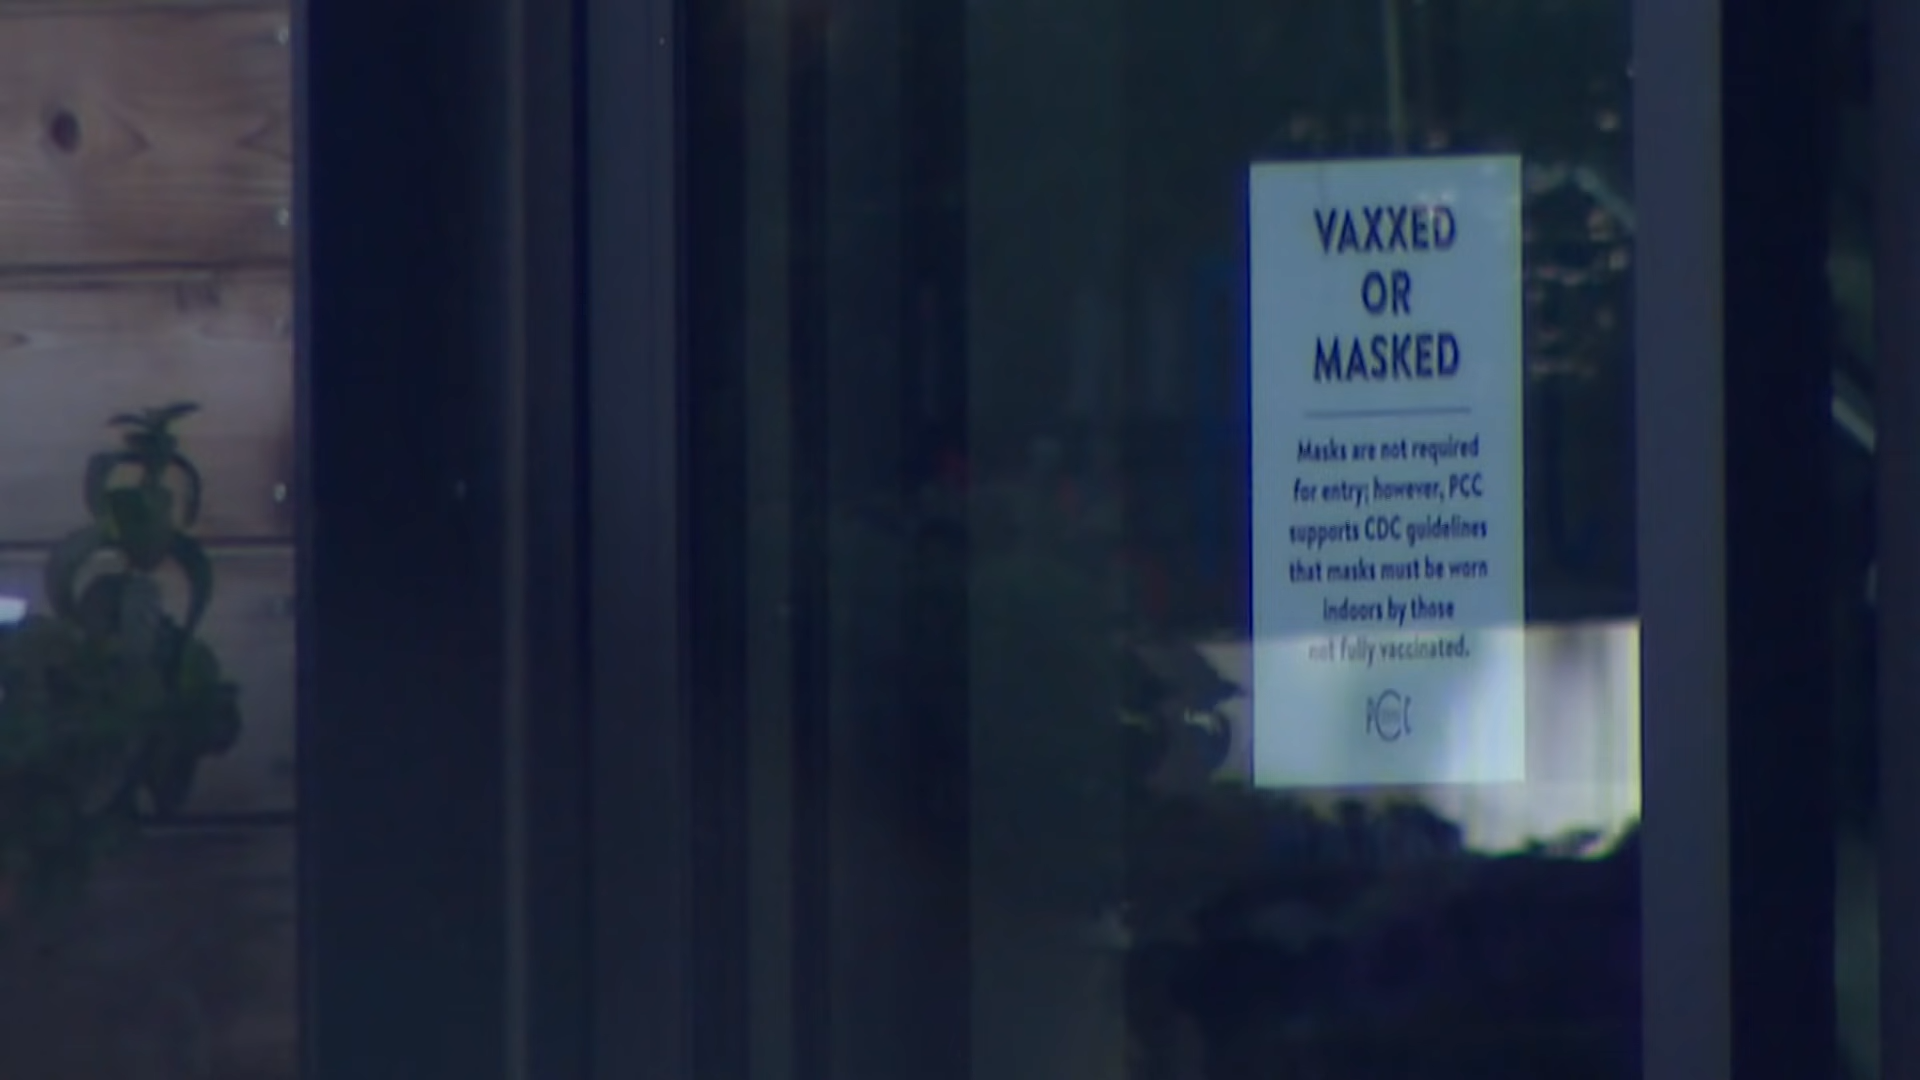 VAXXED
OR
MASKED
Masks are not required
for entry; however, PCC
supports CDC guidelines
that masks must be worn
indoors by those
not fully vaccinated.
PCC